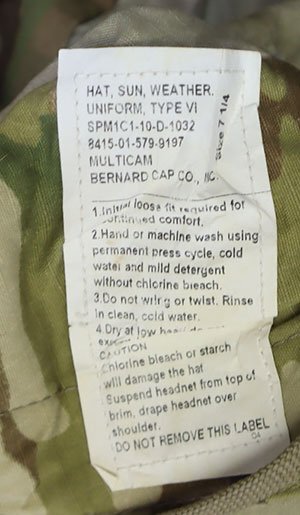 HAT, SUN, WEATHER.
UNIFORM, TYPE VI
SPM1C1-10-D-1032
8415-01-579-9197
MULTICAM
BERNARD CAP CO., INC.
Size 7 1/4
1.Initial loose fit required for
continued comfort.
2.Hand or machine wash using
permanent press cycle, cold
water and mild detergent
without chlorine bleach.
3.Do not wring or twist. Rinse
in clean, cold water.
4.Dry at low
CAUTION
Chlorine bleach or starch
will damage the hat
Suspend headnet from top of
brim, drape headnet over
shoulder.
DO NOT REMOVE THIS LABEL
04